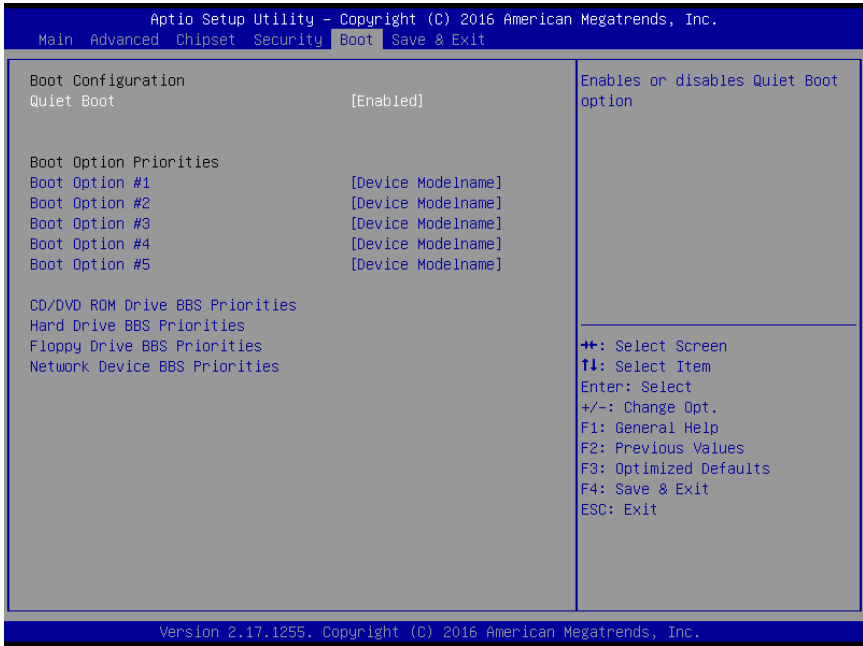 Aptio Setup Utility – Copyright (C) 2016 American Megatrends, Inc.
Main Advanced Chipset Security Boot Save & Exit
Boot Configuration
Quiet Boot [Enabled]
Boot Option Priorities
Boot Option #1 [Device Modelname]
Boot Option #2 [Device Modelname]
Boot Option #3 [Device Modelname]
Boot Option #4 [Device Modelname]
Boot Option #5 [Device Modelname]
CD/DVD ROM Drive BBS Priorities
Hard Drive BBS Priorities
Floppy Drive BBS Priorities
Network Device BBS Priorities
Enables or disables Quiet Boot
option
→←: Select Screen
↑↓: Select Item
Enter: Select
+/-: Change Opt.
F1: General Help
F2: Previous Values
F3: Optimized Defaults
F4: Save & Exit
ESC: Exit
Version 2.17.1255. Copyright (C) 2016 American Megatrends, Inc.